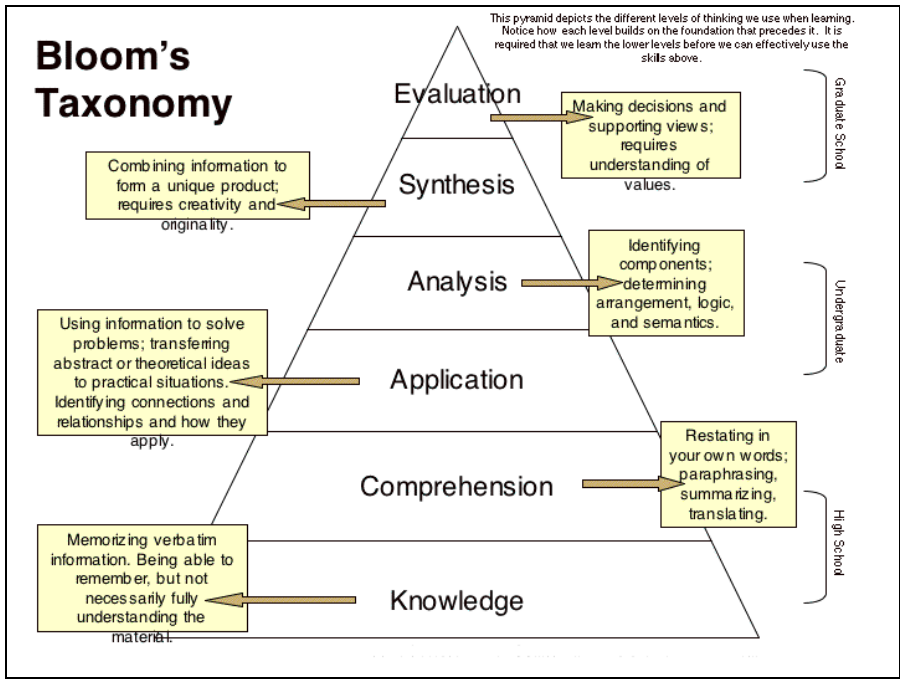 This pyramid depicts the different levels of thinking we use when learning.
Notice how each level builds on the foundation that precedes it. It is
required that we learn the lower levels before we can effectively use the
skills above.
Bloom's
Taxonomy
Evaluation
Making decisions and
supporting views;
requires
understanding of
values.
Graduate School
Combining information to
form a unique product;
requires creativity and
originality.
Synthesis
Analysis
Identifying
components;
determining
arrangement, logic,
and semantics.
Undergraduate
Using information to solve
problems; transferring
abstract or theoretical ideas
to practical situations.
Identifying connections and
relationships and how they
apply.
Application
Comprehension
Restating in
your own words;
paraphrasing,
summarizing,
translating.
High School
Memorizing verbatim
information. Being able to
remember, but not
necessarily fully
understanding the
material.
Knowledge